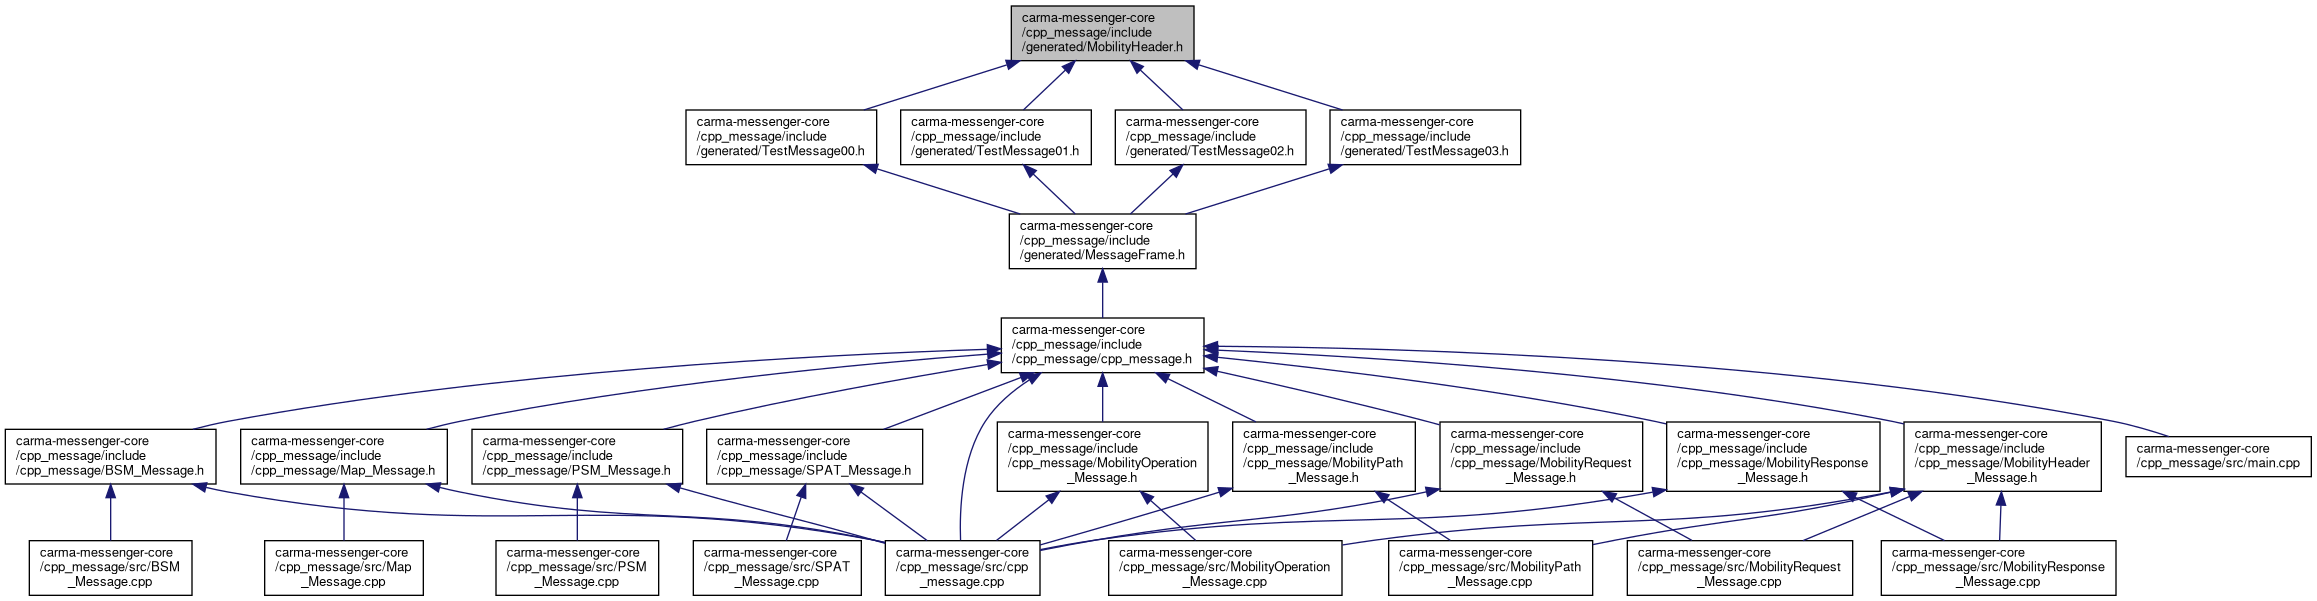 carma-messenger-core
/cpp_message/include
/generated/MobilityHeader.h
carma-messenger-core
/cpp_message/include
/generated/TestMessage00.h
carma-messenger-core
/cpp_message/include
/generated/TestMessage01.h
carma-messenger-core
/cpp_message/include
/generated/TestMessage02.h
carma-messenger-core
/cpp_message/include
/generated/TestMessage03.h
carma-messenger-core
/cpp_message/include
/generated/MessageFrame.h
carma-messenger-core
/cpp_message/include
/cpp_message/cpp_message.h
carma-messenger-core
/cpp_message/include
/cpp_message/BSM_Message.h
carma-messenger-core
/cpp_message/include
/cpp_message/Map_Message.h
carma-messenger-core
/cpp_message/include
/cpp_message/PSM_Message.h
carma-messenger-core
/cpp_message/include
/cpp_message/SPAT_Message.h
carma-messenger-core
/cpp_message/include
/cpp_message/MobilityOperation
_Message.h
carma-messenger-core
/cpp_message/include
/cpp_message/MobilityPath
_Message.h
carma-messenger-core
/cpp_message/include
/cpp_message/MobilityRequest
_Message.h
carma-messenger-core
/cpp_message/include
/cpp_message/MobilityResponse
_Message.h
carma-messenger-core
/cpp_message/include
/cpp_message/MobilityHeader
_Message.h
carma-messenger-core
/cpp_message/src/main.cpp
carma-messenger-core
/cpp_message/src/BSM
_Message.cpp
carma-messenger-core
/cpp_message/src/Map
_Message.cpp
carma-messenger-core
/cpp_message/src/PSM
_Message.cpp
carma-messenger-core
/cpp_message/src/SPAT
_Message.cpp
carma-messenger-core
/cpp_message/src/cpp
_message.cpp
carma-messenger-core
/cpp_message/src/MobilityOperation
_Message.cpp
carma-messenger-core
/cpp_message/src/MobilityPath
_Message.cpp
carma-messenger-core
/cpp_message/src/MobilityRequest
_Message.cpp
carma-messenger-core
/cpp_message/src/MobilityResponse
_Message.cpp